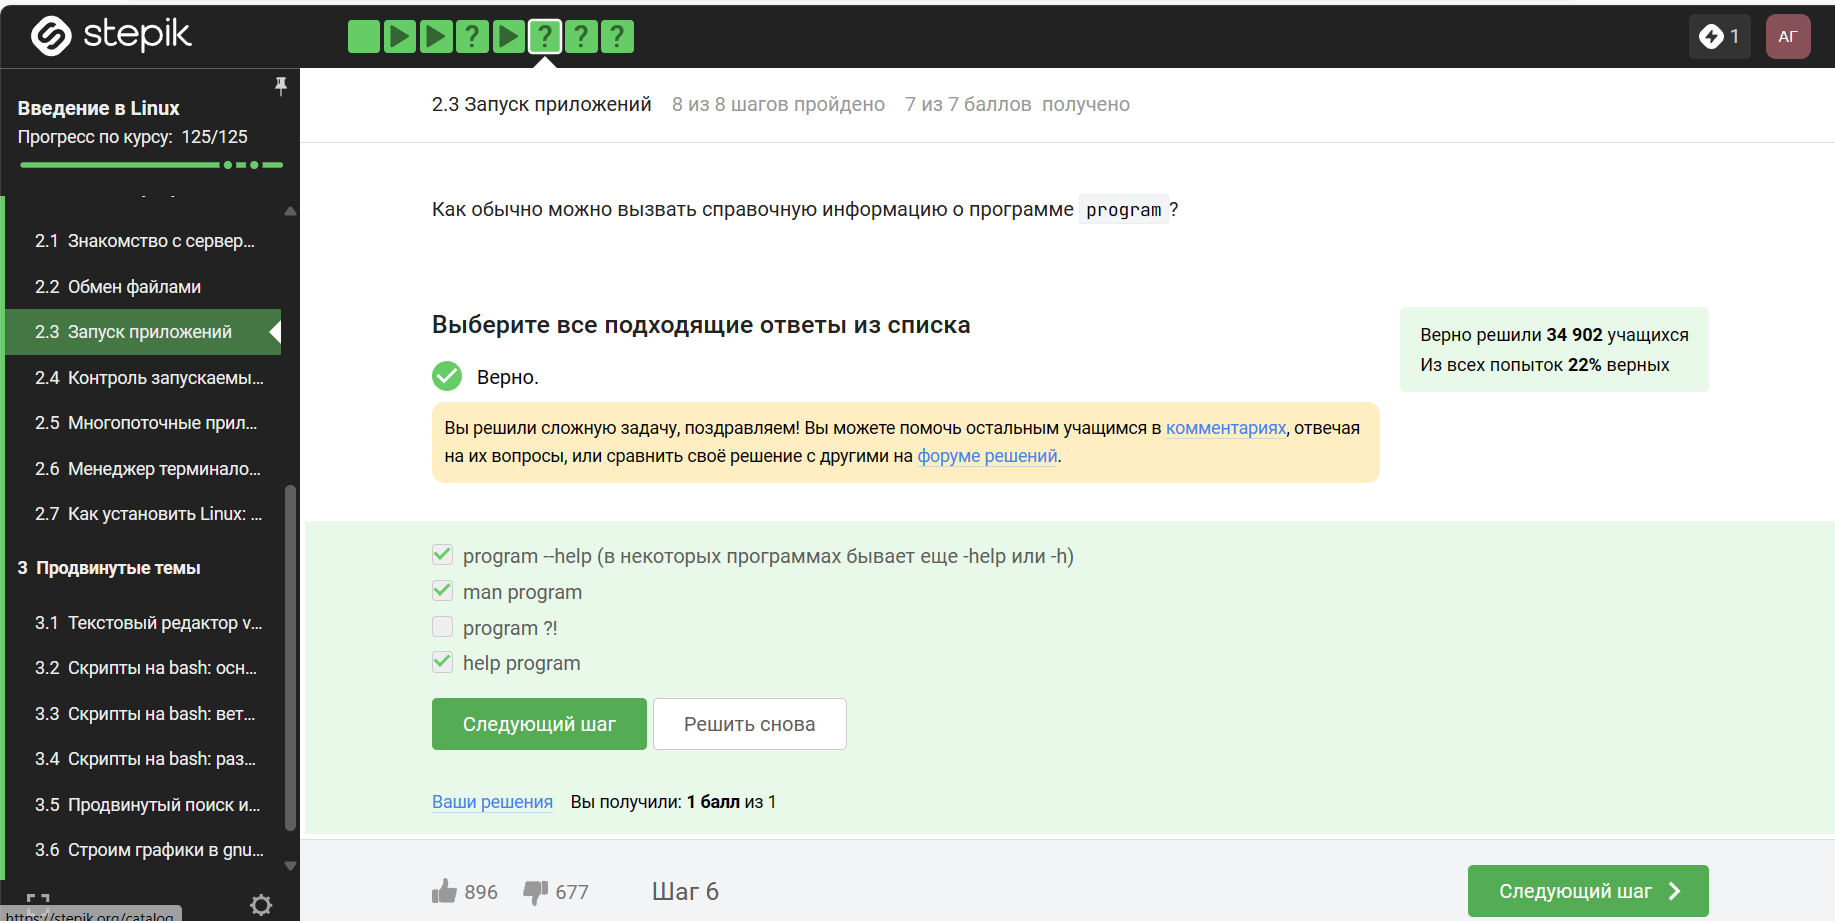 stepik
? ? ? ?
1
АГ
Введение в Linux
Прогресс по курсу: 125/125
2.1 Знакомство с сервер...
2.2 Обмен файлами
2.3 Запуск приложений
2.4 Контроль запускаемы...
2.5 Многопоточные прил...
2.6 Менеджер терминало...
2.7 Как установить Linux: ...
3 Продвинутые темы
3.1 Текстовый редактор v...
3.2 Скрипты на bash: осн...
3.3 Скрипты на bash: вет...
3.4 Скрипты на bash: раз...
3.5 Продвинутый поиск и...
3.6 Строим графики в gnu...
https://stepik.org/catalog
2.3 Запуск приложений 8 из 8 шагов пройдено 7 из 7 баллов получено
Как обычно можно вызвать справочную информацию о программе program?
Выберите все подходящие ответы из списка
Верно.
Вы решили сложную задачу, поздравляем! Вы можете помочь остальным учащимся в комментариях, отвечая
на их вопросы, или сравнить своё решение с другими на форуме решений.
Верно решили 34 902 учащихся
Из всех попыток 22% верных
program --help (в некоторых программах бывает еще -help или -h)
man program
program ?!
help program
Следующий шаг
Решить снова
Ваши решения Вы получили: 1 балл из 1
896 677 Шаг 6
Следующий шаг